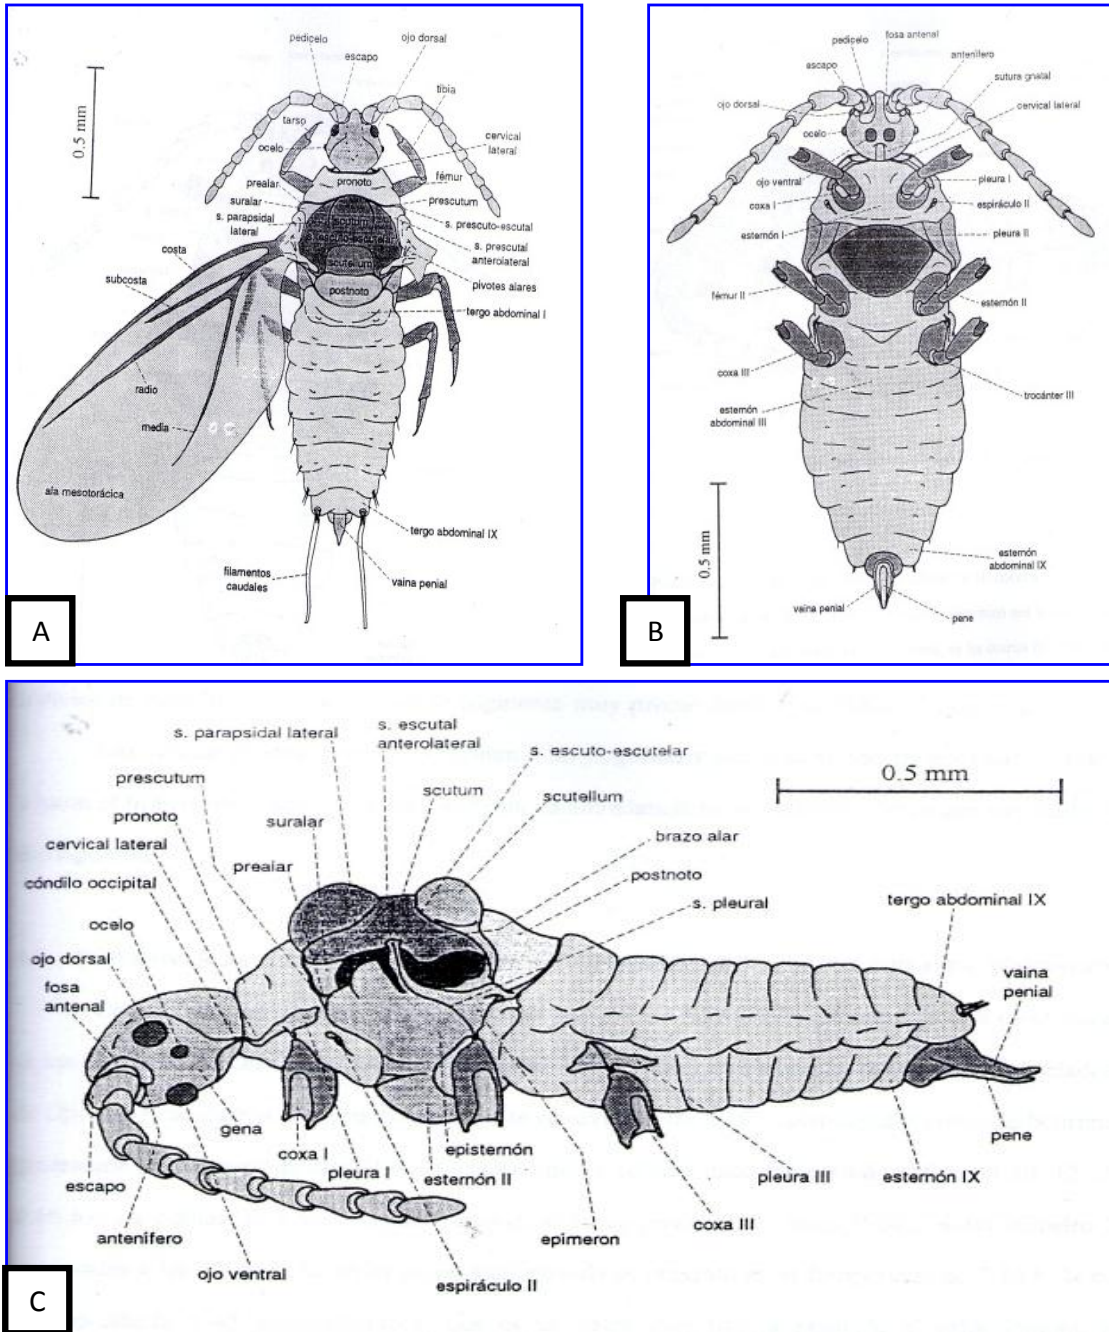 pedicelo
ojo dorsal
escapo
tibia
0.5 mm
tarso
cervical
lateral
ocelo
pronoto
fémur
prealar
prescutum
suralar
s. prescuto-escutal
s. parapsidal
lateral
s. prescutal
anterolateral
costa
scutellum
pivotes alares
subcosta
postnoto
tergo abdominal I
radio
media
ala mesotorácica
tergo abdominal IX
filamentos
caudales
vaina penial
A
pedicelo
fosa antenal
escapo
antenífero
sutura gnatal
ojo dorsal
cervical lateral
ocelo
ojo ventral
pleura I
coxa I
espiráculo II
esternón I
pleura II
fémur II
esternón II
coxa III
trocánter III
esternón
abdominal III
0.5 mm
esternón
abdominal IX
vaina penial
pene
B
s. parapsidal lateral
s. escutal
anterolateral
s. escuto-escutelar
0.5 mm
prescutum
scutum
scutellum
pronoto
suralar
brazo alar
cervical lateral
prealar
postnoto
cóndilo occipital
s. pleural
tergo abdominal IX
ocelo
ojo dorsal
vaina
penial
fosa
antenal
gena
coxa I
episternón
pene
escapo
pleura I
esternón II
pleura III
esternón IX
antenífero
epimeron
coxa III
ojo ventral
espiráculo II
C